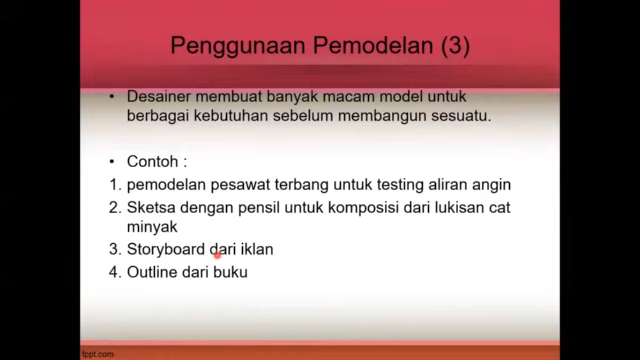 Penggunaan Pemodelan (3)
• Desainer membuat banyak macam model untuk
berbagai kebutuhan sebelum membangun sesuatu.
• Contoh :
1. pemodelan pesawat terbang untuk testing aliran angin
2. Sketsa dengan pensil untuk komposisi dari lukisan cat
minyak
3. Storyboard dari iklan
4. Outline dari buku
fppt.com